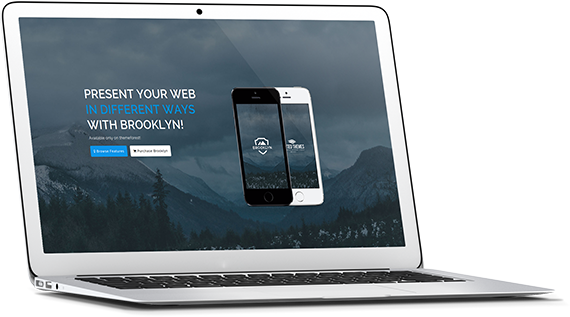 PRESENT YOUR WEB
IN DIFFERENT WAYS
WITH BROOKLYN!
Available only on themeforest!
Browse Features
Purchase Brooklyn
BROOKLYN